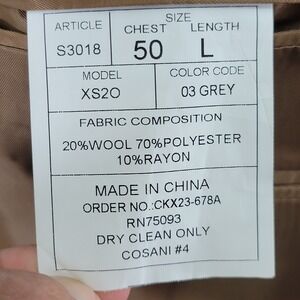 ARTICLE SIZE
CHEST LENGTH
S3018 50 L
MODEL COLOR CODE
XS2O 03 GREY
FABRIC COMPOSITION
20%WOOL 70%POLYESTER
10%RAYON
MADE IN CHINA
ORDER NO.:CKX23-678A
RN75093
DRY CLEAN ONLY
COSANI #4